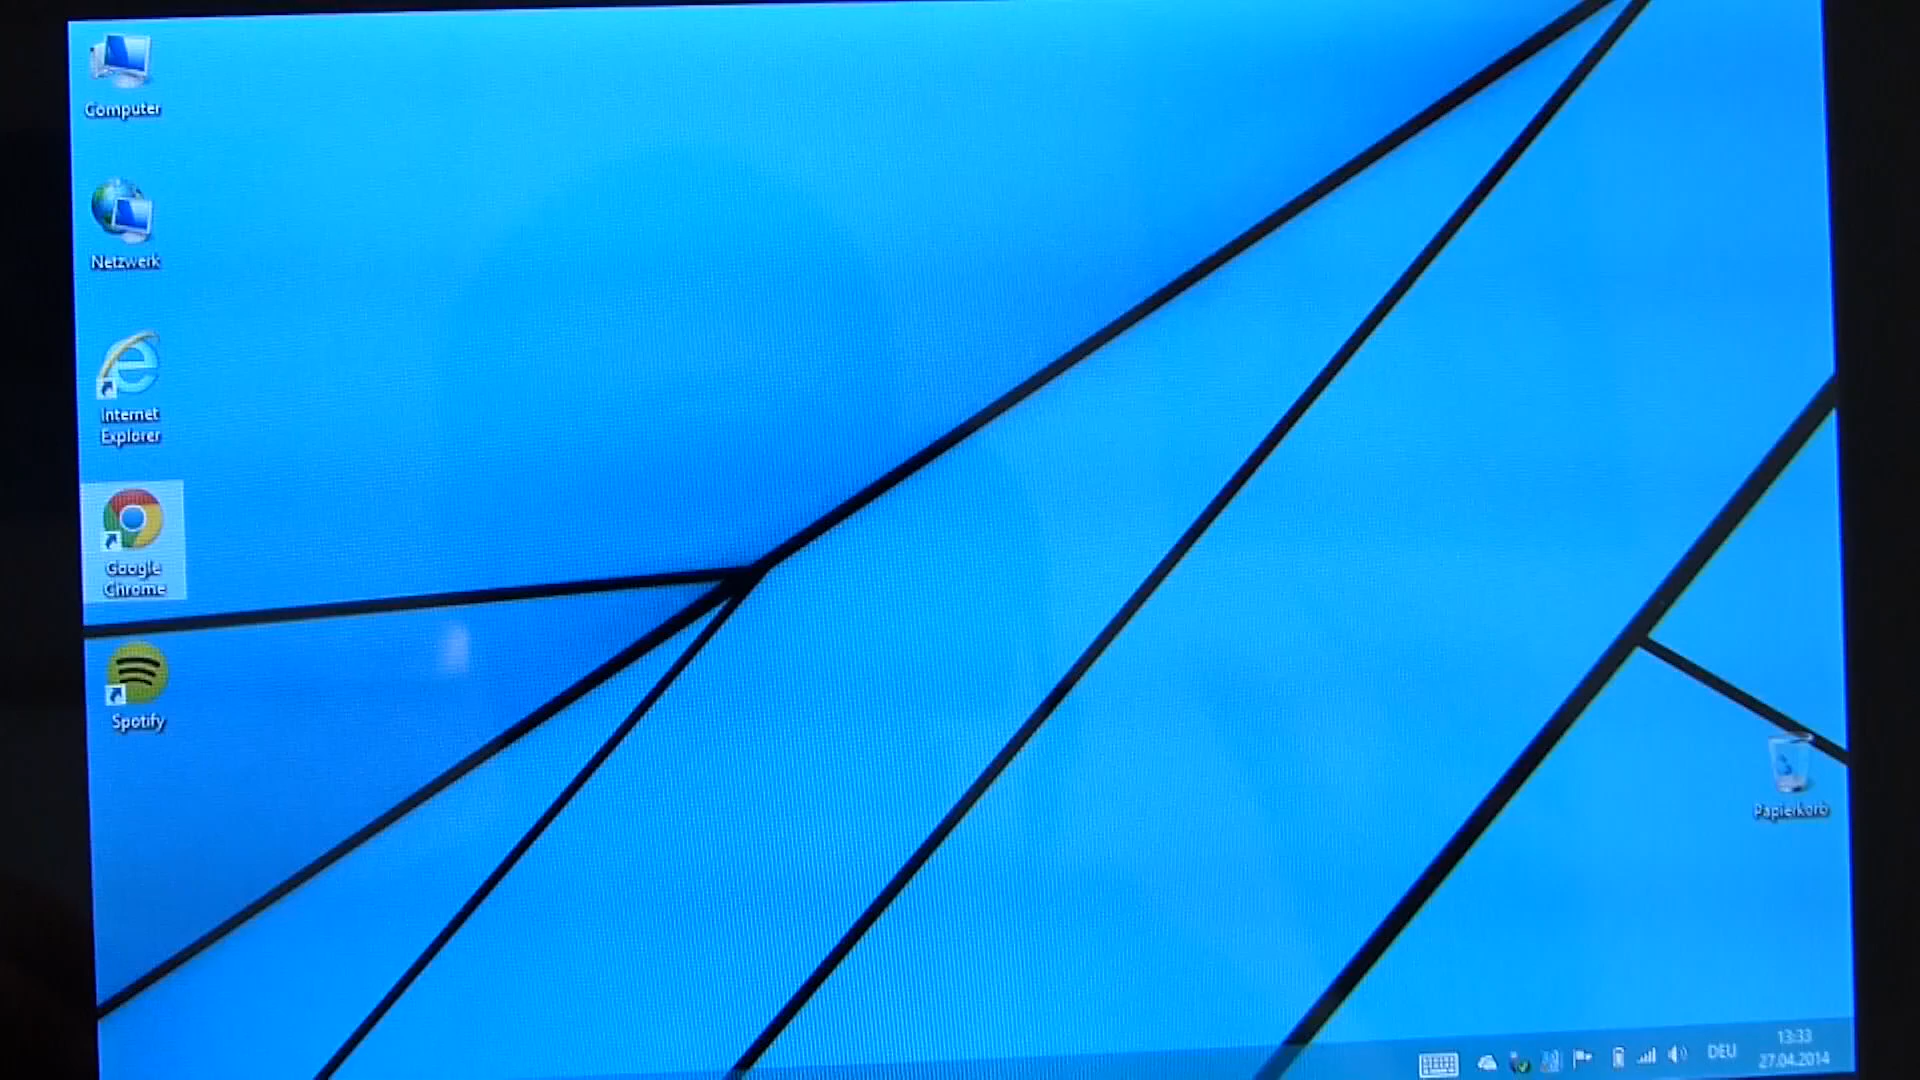 Computer
Netzwerk
Internet
Explorer
Google
Chrome
Spotify
Papierkorb
DEU
13:33
27.04.2014